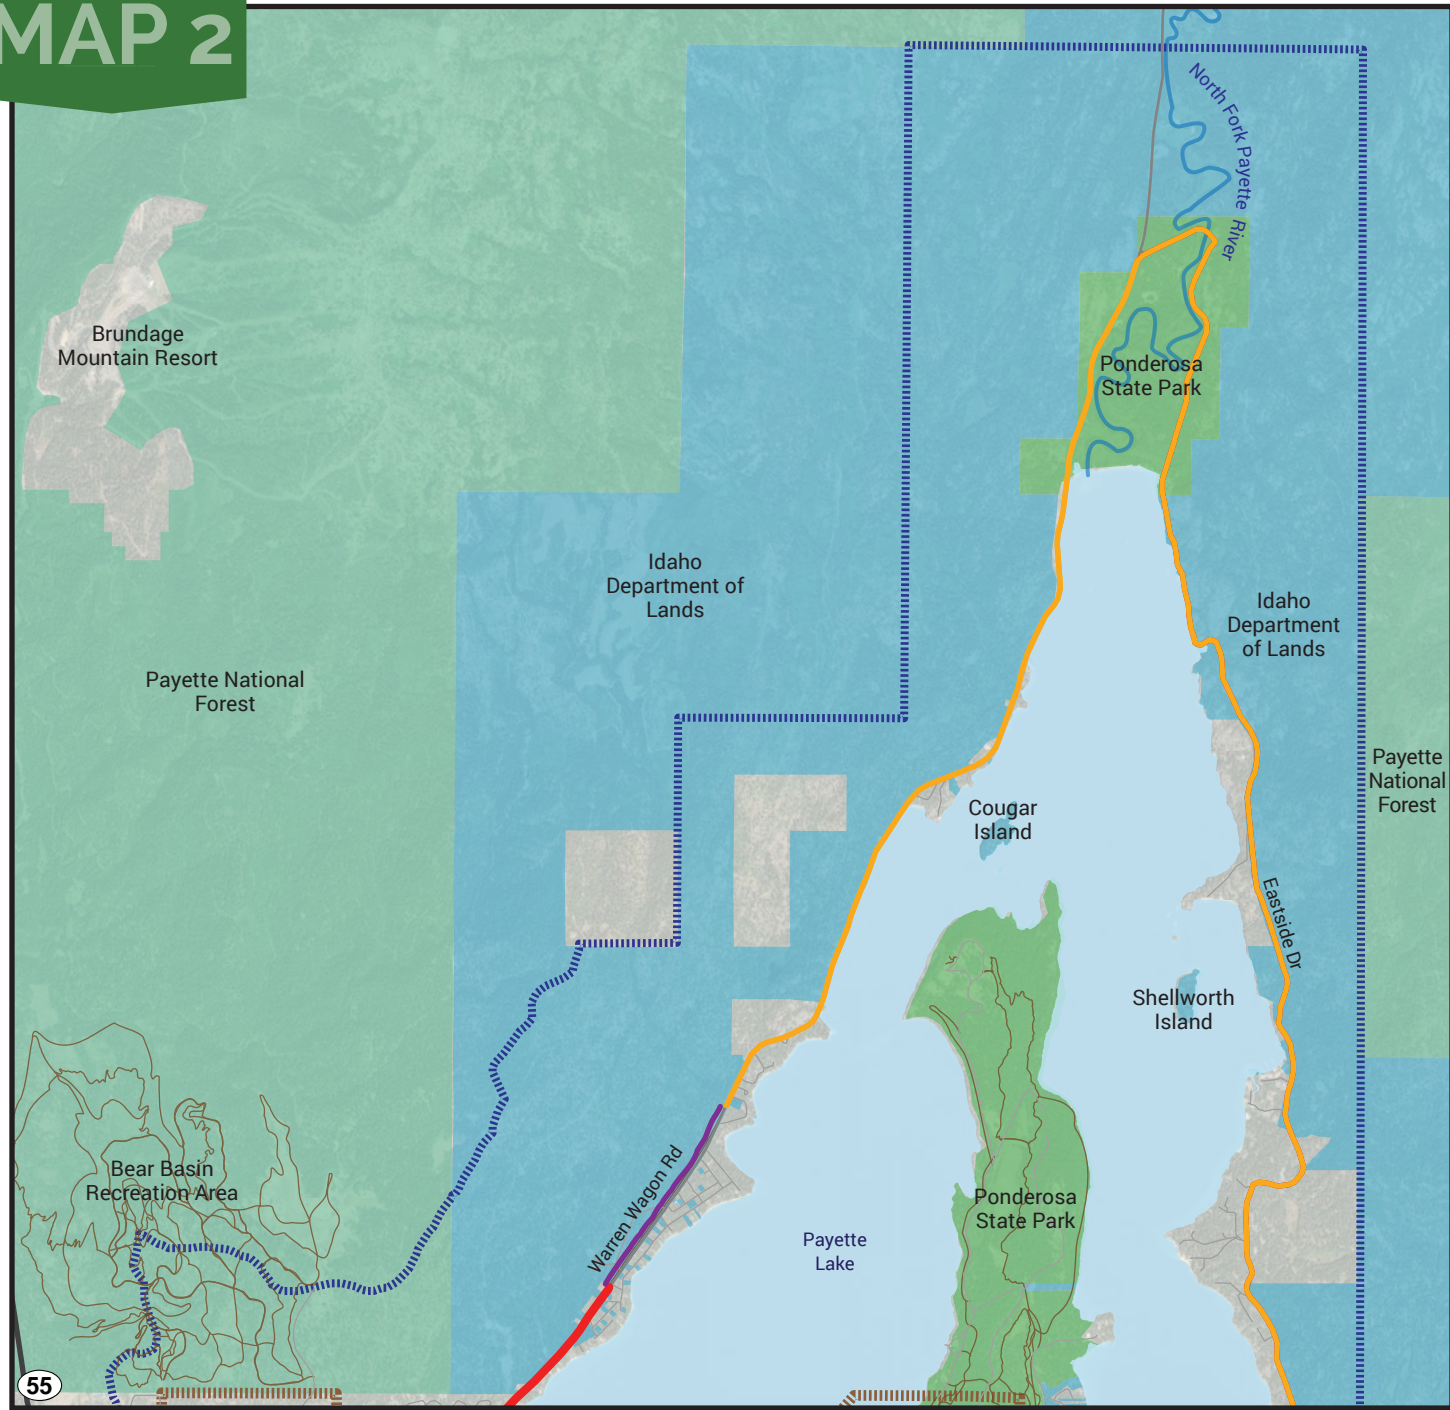 MAP 2
North Fork Payette River
Brundage
Mountain Resort
Ponderosa
State Park
Idaho
Department of
Lands
Idaho
Department
of Lands
Payette National
Forest
Payette
National
Forest
Cougar
Island
Eastside Dr
Shellworth
Island
Bear Basin
Recreation Area
Warren Wagon Rd
Ponderosa
State Park
Payette
Lake
55